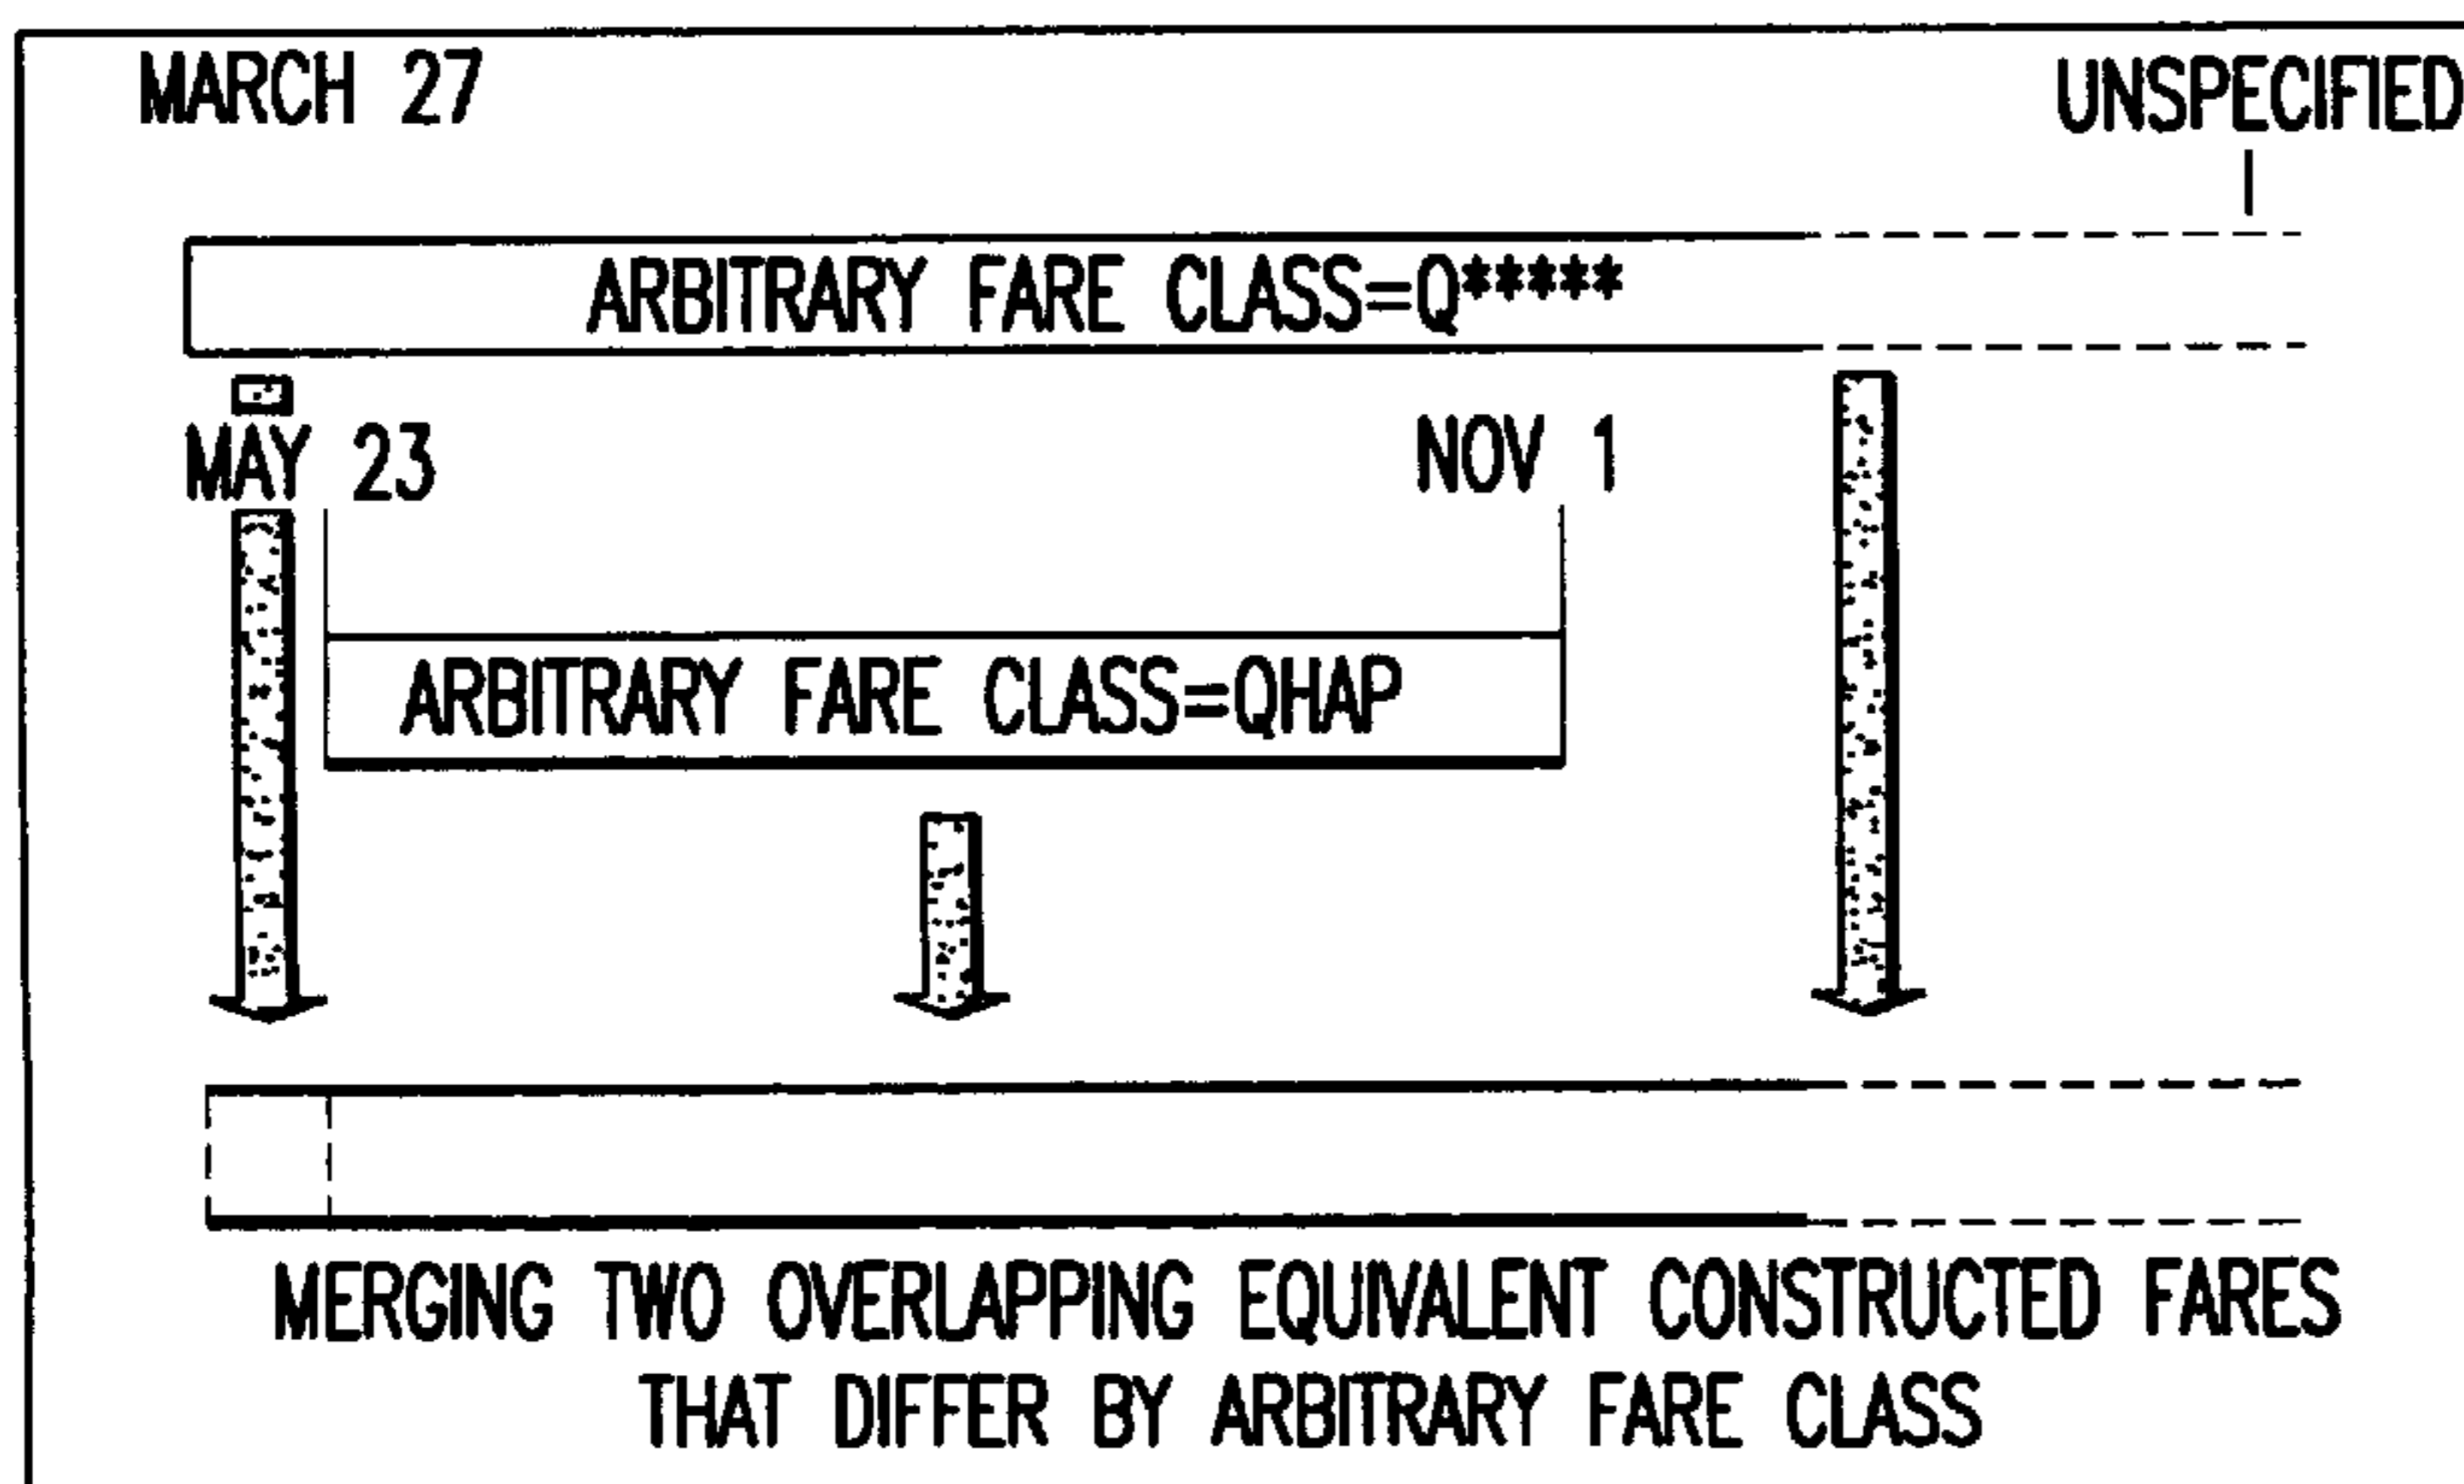 MARCH 27
UNSPECIFIED
ARBITRARY FARE CLASS=Q*****
MAY 23
NOV 1
ARBITRARY FARE CLASS=QHAP
MERGING TWO OVERLAPPING EQUIVALENT CONSTRUCTED FARES
THAT DIFFER BY ARBITRARY FARE CLASS